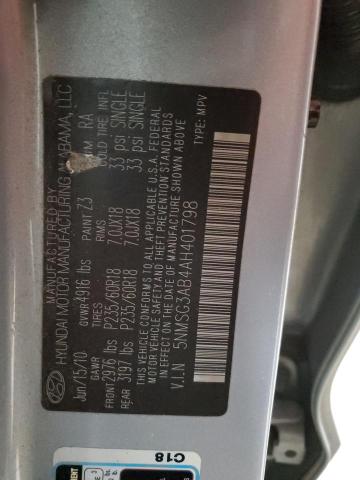 MANUFACTURED BY
HYUNDAI MOTOR MANUFACTURING ALABAMA, LLC
Jun/15/10 GVWR 4916 lbs PAINT Z3 RA
GAWR TIRES RIMS COLD TIRE INFL
FRONT 2976 lbs P235/60R18 7.0JX18 33 psi SINGLE
REAR 3197 lbs P235/60R18 7.0JX18 33 psi SINGLE
THIS VEHICLE CONFORMS TO ALL APPLICABLE U.S.A. FEDERAL
MOTOR VEHICLE SAFETY AND THEFT PREVENTION STANDARDS
IN EFFECT ON THE DATE OF MANUFACTURE SHOWN ABOVE
V.I.N 5NMSG3AB4AH401798 TYPE: MPV
C18